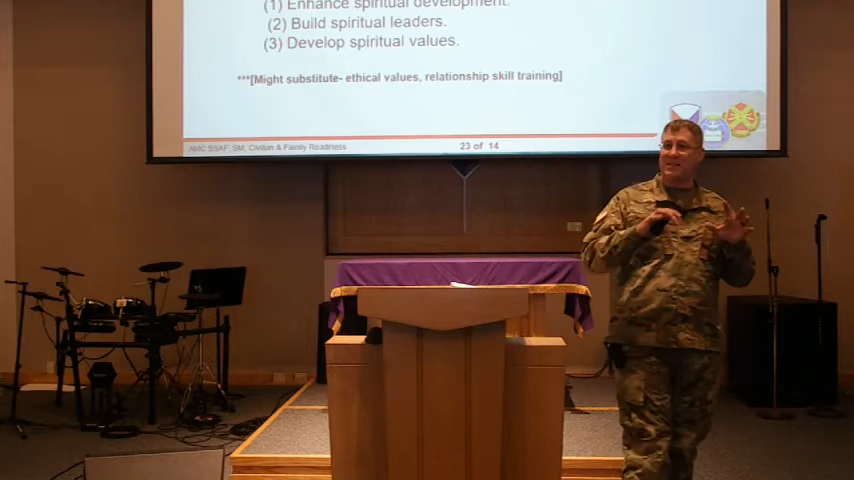 (1) Enhance spiritual development.
(2) Build spiritual leaders.
(3) Develop spiritual values.
***[Might substitute- ethical values, relationship skill training]
AMC SSAF, SM, Civilian & Family Readiness
23 of 14